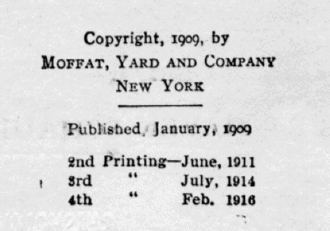 Copyright, 1909, by
MOFFAT, YARD AND COMPANY
NEW YORK
Published, January, 1909
2nd Printing—June, 1911
3rd " July, 1914
4th " Feb. 1916